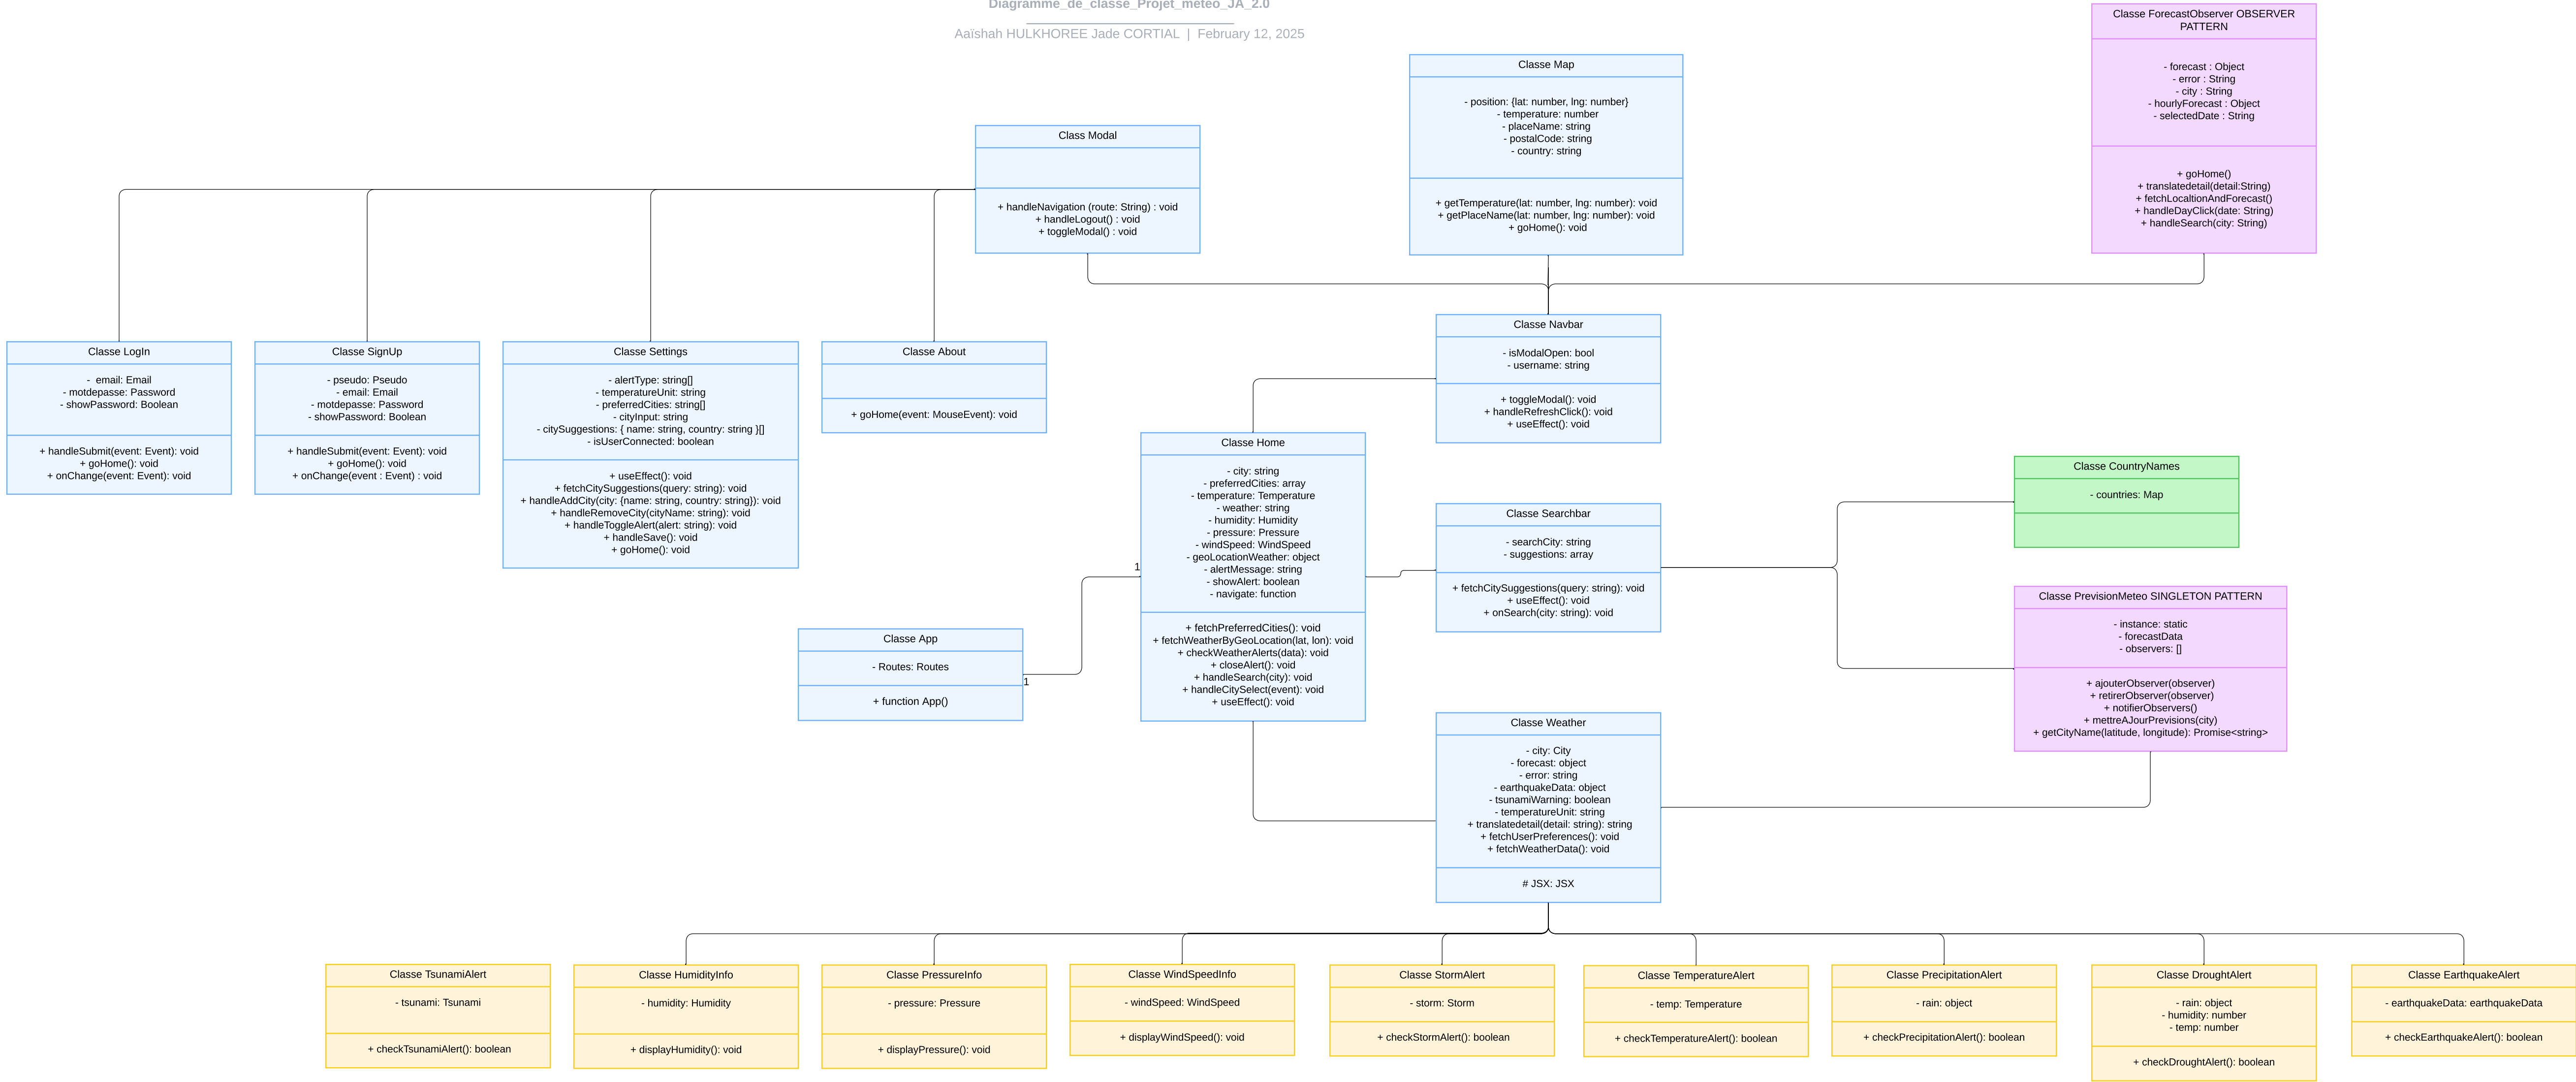 Diagramme_de_classe_Projet_meteo_JA_2.0
Aaïshah HULKHOREE Jade CORTIAL | February 12, 2025
Classe ForecastObserver OBSERVER
PATTERN
- forecast : Object
- error : String
- city : String
- hourlyForecast : Object
- selectedDate : String
+ goHome()
+ translatedetail(detail:String)
+ fetchLocaltionAndForecast()
+ handleDayClick(date: String)
+ handleSearch(city: String)
Classe Map
- position: {lat: number, lng: number}
- temperature: number
- placeName: string
- postalCode: string
- country: string
+ getTemperature(lat: number, lng: number): void
+ getPlaceName(lat: number, lng: number): void
+ goHome(): void
Class Modal
+ handleNavigation (route: String) : void
+ handleLogout() : void
+ toggleModal() : void
Classe Navbar
- isModalOpen: bool
- username: string
+ toggleModal(): void
+ handleRefreshClick(): void
+ useEffect(): void
Classe LogIn
- email: Email
- motdepasse: Password
- showPassword: Boolean
+ handleSubmit(event: Event): void
+ goHome(): void
+ onChange(event: Event): void
Classe SignUp
- pseudo: Pseudo
- email: Email
- motdepasse: Password
- showPassword: Boolean
+ handleSubmit(event: Event): void
+ goHome(): void
+ onChange(event : Event) : void
Classe Settings
- alertType: string[]
- temperatureUnit: string
- preferredCities: string[]
- cityInput: string
- citySuggestions: { name: string, country: string }[]
- isUserConnected: boolean
+ useEffect(): void
+ fetchCitySuggestions(query: string): void
+ handleAddCity(city: {name: string, country: string}): void
+ handleRemoveCity(cityName: string): void
+ handleToggleAlert(alert: string): void
+ handleSave(): void
+ goHome(): void
Classe About
+ goHome(event: MouseEvent): void
Classe Home
- city: string
- preferredCities: array
- temperature: Temperature
- weather: string
- humidity: Humidity
- pressure: Pressure
- windSpeed: WindSpeed
- geoLocationWeather: object
- alertMessage: string
- showAlert: boolean
- navigate: function
+ fetchPreferredCities(): void
+ fetchWeatherByGeoLocation(lat, lon): void
+ checkWeatherAlerts(data): void
+ closeAlert(): void
+ handleSearch(city): void
+ handleCitySelect(event): void
+ useEffect(): void
1
1
Classe App
- Routes: Routes
+ function App()
Classe Searchbar
- searchCity: string
- suggestions: array
+ fetchCitySuggestions(query: string): void
+ useEffect(): void
+ onSearch(city: string): void
Classe CountryNames
- countries: Map
Classe PrevisionMeteo SINGLETON PATTERN
- instance: static
- forecastData
- observers: []
+ ajouterObserver(observer)
+ retirerObserver(observer)
+ notifierObservers()
+ mettreAJourPrevisions(city)
+ getCityName(latitude, longitude): Promise<string>
Classe Weather
- city: City
- forecast: object
- error: string
- earthquakeData: object
- tsunamiWarning: boolean
- temperatureUnit: string
+ translatedetail(detail: string): string
+ fetchUserPreferences(): void
+ fetchWeatherData(): void
# JSX: JSX
Classe TsunamiAlert
- tsunami: Tsunami
+ checkTsunamiAlert(): boolean
Classe HumidityInfo
- humidity: Humidity
+ displayHumidity(): void
Classe PressureInfo
- pressure: Pressure
+ displayPressure(): void
Classe WindSpeedInfo
- windSpeed: WindSpeed
+ displayWindSpeed(): void
Classe StormAlert
- storm: Storm
+ checkStormAlert(): boolean
Classe TemperatureAlert
- temp: Temperature
+ checkTemperatureAlert(): boolean
Classe PrecipitationAlert
- rain: object
+ checkPrecipitationAlert(): boolean
Classe DroughtAlert
- rain: object
- humidity: number
- temp: number
+ checkDroughtAlert(): boolean
Classe EarthquakeAlert
- earthquakeData: earthquakeData
+ checkEarthquakeAlert(): boolean